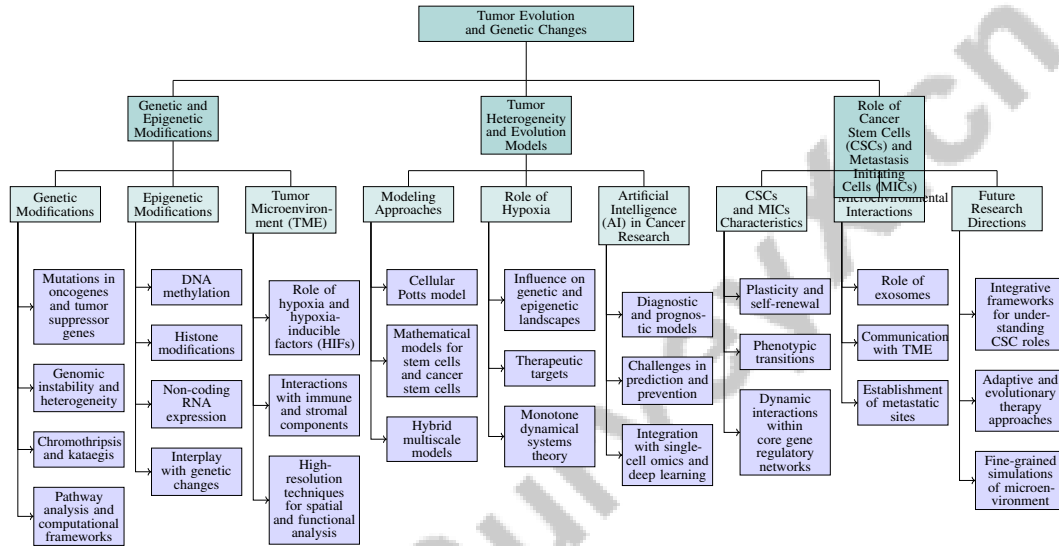 Tumor Evolution
and Genetic Changes
Genetic and
Epigenetic
Modifications
Tumor
Heterogeneity
and Evolution
Models
Role of
Cancer
Stem Cells
(CSCs) and
Metastasis
Initiating
Cells (MICs)
Genetic
Modifications
Epigenetic
Modifications
Tumor
Microenviron-
ment (TME)
Modeling
Approaches
Role of
Hypoxia
Artificial
Intelligence
(AI) in Cancer
Research
CSCs
and MICs
Characteristics
Microenvironmental
Interactions
Future
Research
Directions
Mutations in
oncogenes and
tumor
suppressor
genes
Genomic
instability and
heterogeneity
Chromothripsis
and kataegis
Pathway
analysis and
computational
frameworks
DNA
methylation
Histone
modifications
Non-coding
RNA
expression
Interplay with
genetic
changes
Role of
hypoxia and
hypoxia-
inducible
factors (HIFs)
Interactions
with immune
and stromal
components
High-
resolution
techniques
for spatial
and functional
analysis
Cellular
Potts model
Mathematical
models for
stem cells
and cancer
stem cells
Hybrid
multiscale
models
Influence on
genetic and
epigenetic
landscapes
Therapeutic
targets
Monotone
dynamical
systems
theory
Diagnostic
and prognos-
tic models
Challenges in
prediction and
prevention
Integration
with single-
cell omics and
deep learning
Plasticity and
self-renewal
Phenotypic
transitions
Dynamic
interactions
within
core gene
regulatory
networks
Role of
exosomes
Communication
with TME
Establishment
of metastatic
sites
Integrative
frameworks
for under-
standing
CSC roles
Adaptive and
evolutionary
therapy
approaches
Fine-grained
simulations
of microen-
vironment